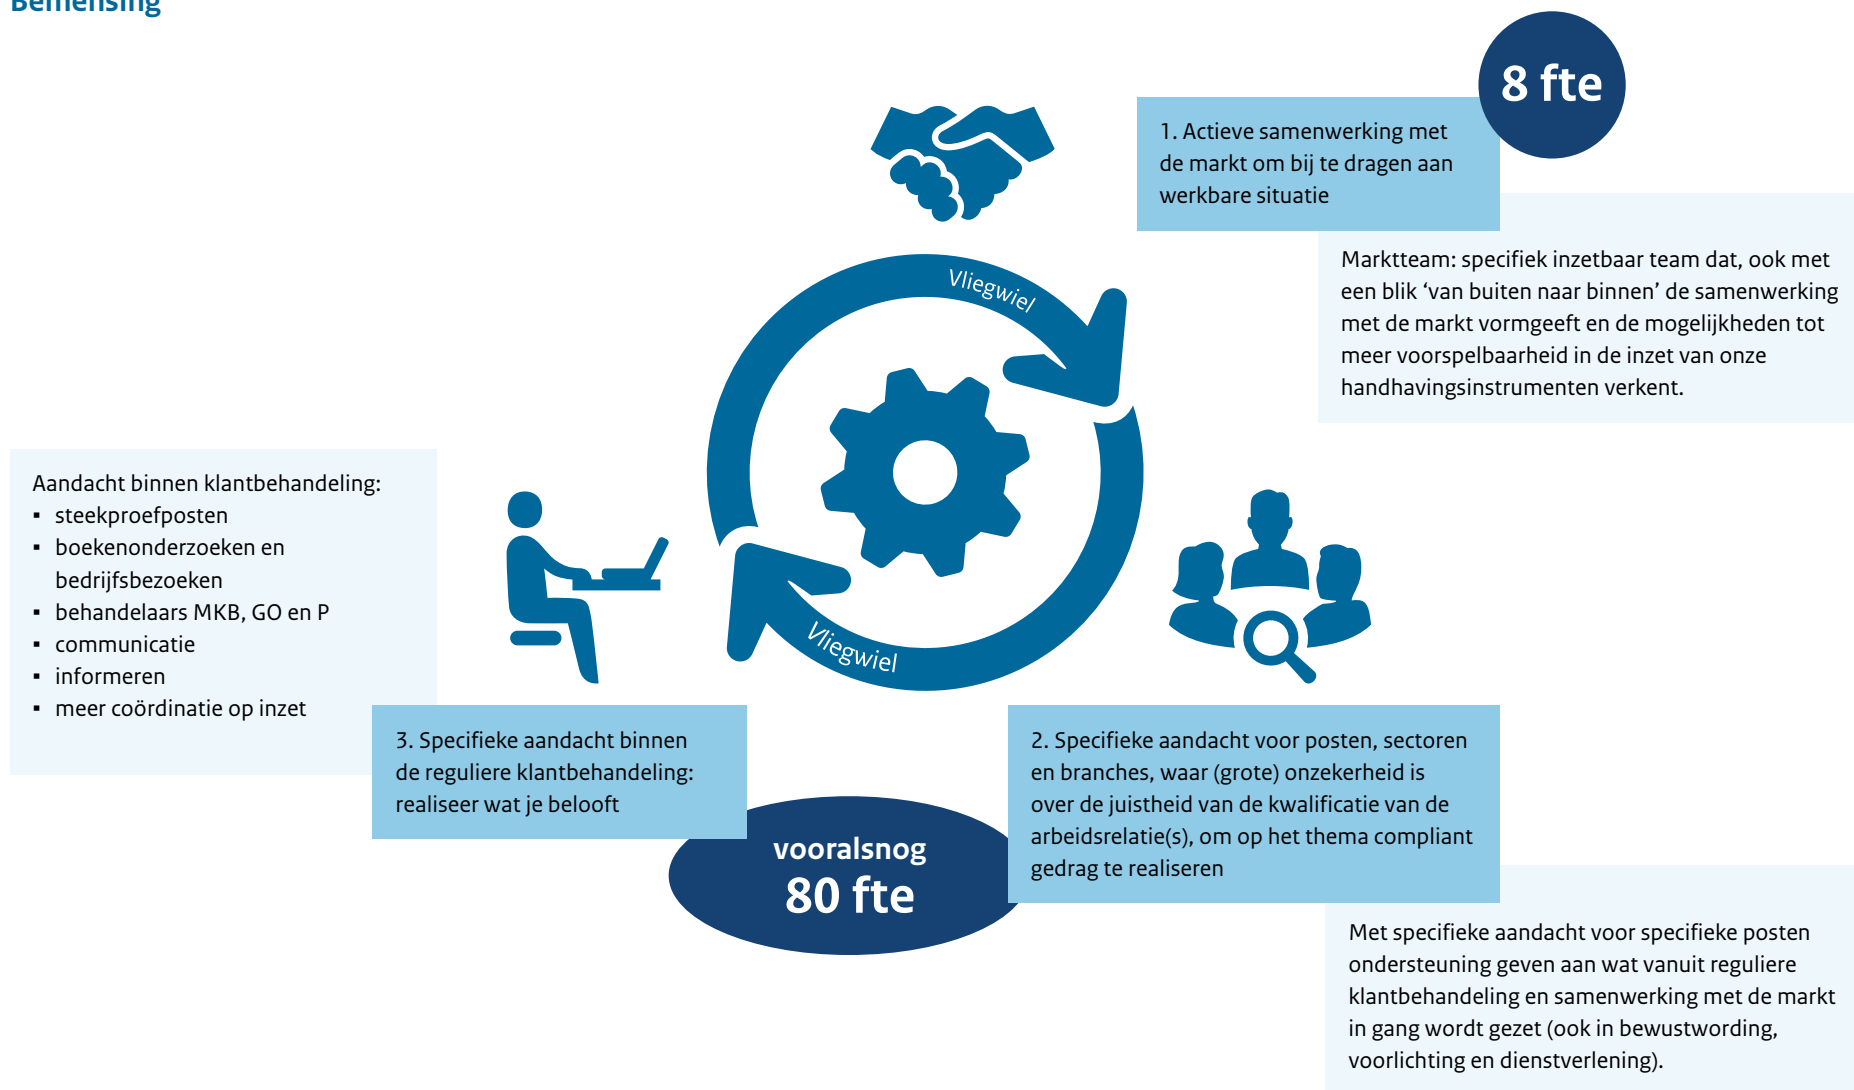 Bemensing
8 fte
1. Actieve samenwerking met
de markt om bij te dragen aan
werkbare situatie
Marktteam: specifiek inzetbaar team dat, ook met
een blik ‘van buiten naar binnen’ de samenwerking
met de markt vormgeeft en de mogelijkheden tot
meer voorspelbaarheid in de inzet van onze
handhavingsinstrumenten verkent.
Vliegwiel
Vliegwiel
Aandacht binnen klantbehandeling:
▪ steekproefposten
▪ boekenonderzoeken en
bedrijfsbezoeken
▪ behandelaars MKB, GO en P
▪ communicatie
▪ informeren
▪ meer coördinatie op inzet
3. Specifieke aandacht binnen
de reguliere klantbehandeling:
realiseer wat je belooft
vooralsnog
80 fte
2. Specifieke aandacht voor posten, sectoren
en branches, waar (grote) onzekerheid is
over de juistheid van de kwalificatie van de
arbeidsrelatie(s), om op het thema compliant
gedrag te realiseren
Met specifieke aandacht voor specifieke posten
ondersteuning geven aan wat vanuit reguliere
klantbehandeling en samenwerking met de markt
in gang wordt gezet (ook in bewustwording,
voorlichting en dienstverlening).